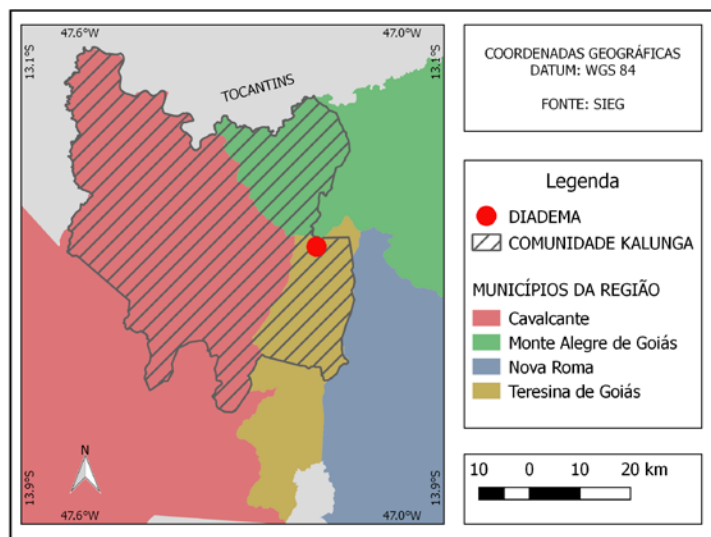 47.6°W
47.0°W
13.1°S
13.1°S
TOCANTINS
N
13.9°S
13.9°S
47.6°W
47.0°W
COORDENADAS GEOGRÁFICAS
DATUM: WGS 84
FONTE: SIEG
Legenda
DIADEMA
COMUNIDADE KALUNGA
MUNICÍPIOS DA REGIÃO
Cavalcante
Monte Alegre de Goiás
Nova Roma
Teresina de Goiás
10 0 10 20 km